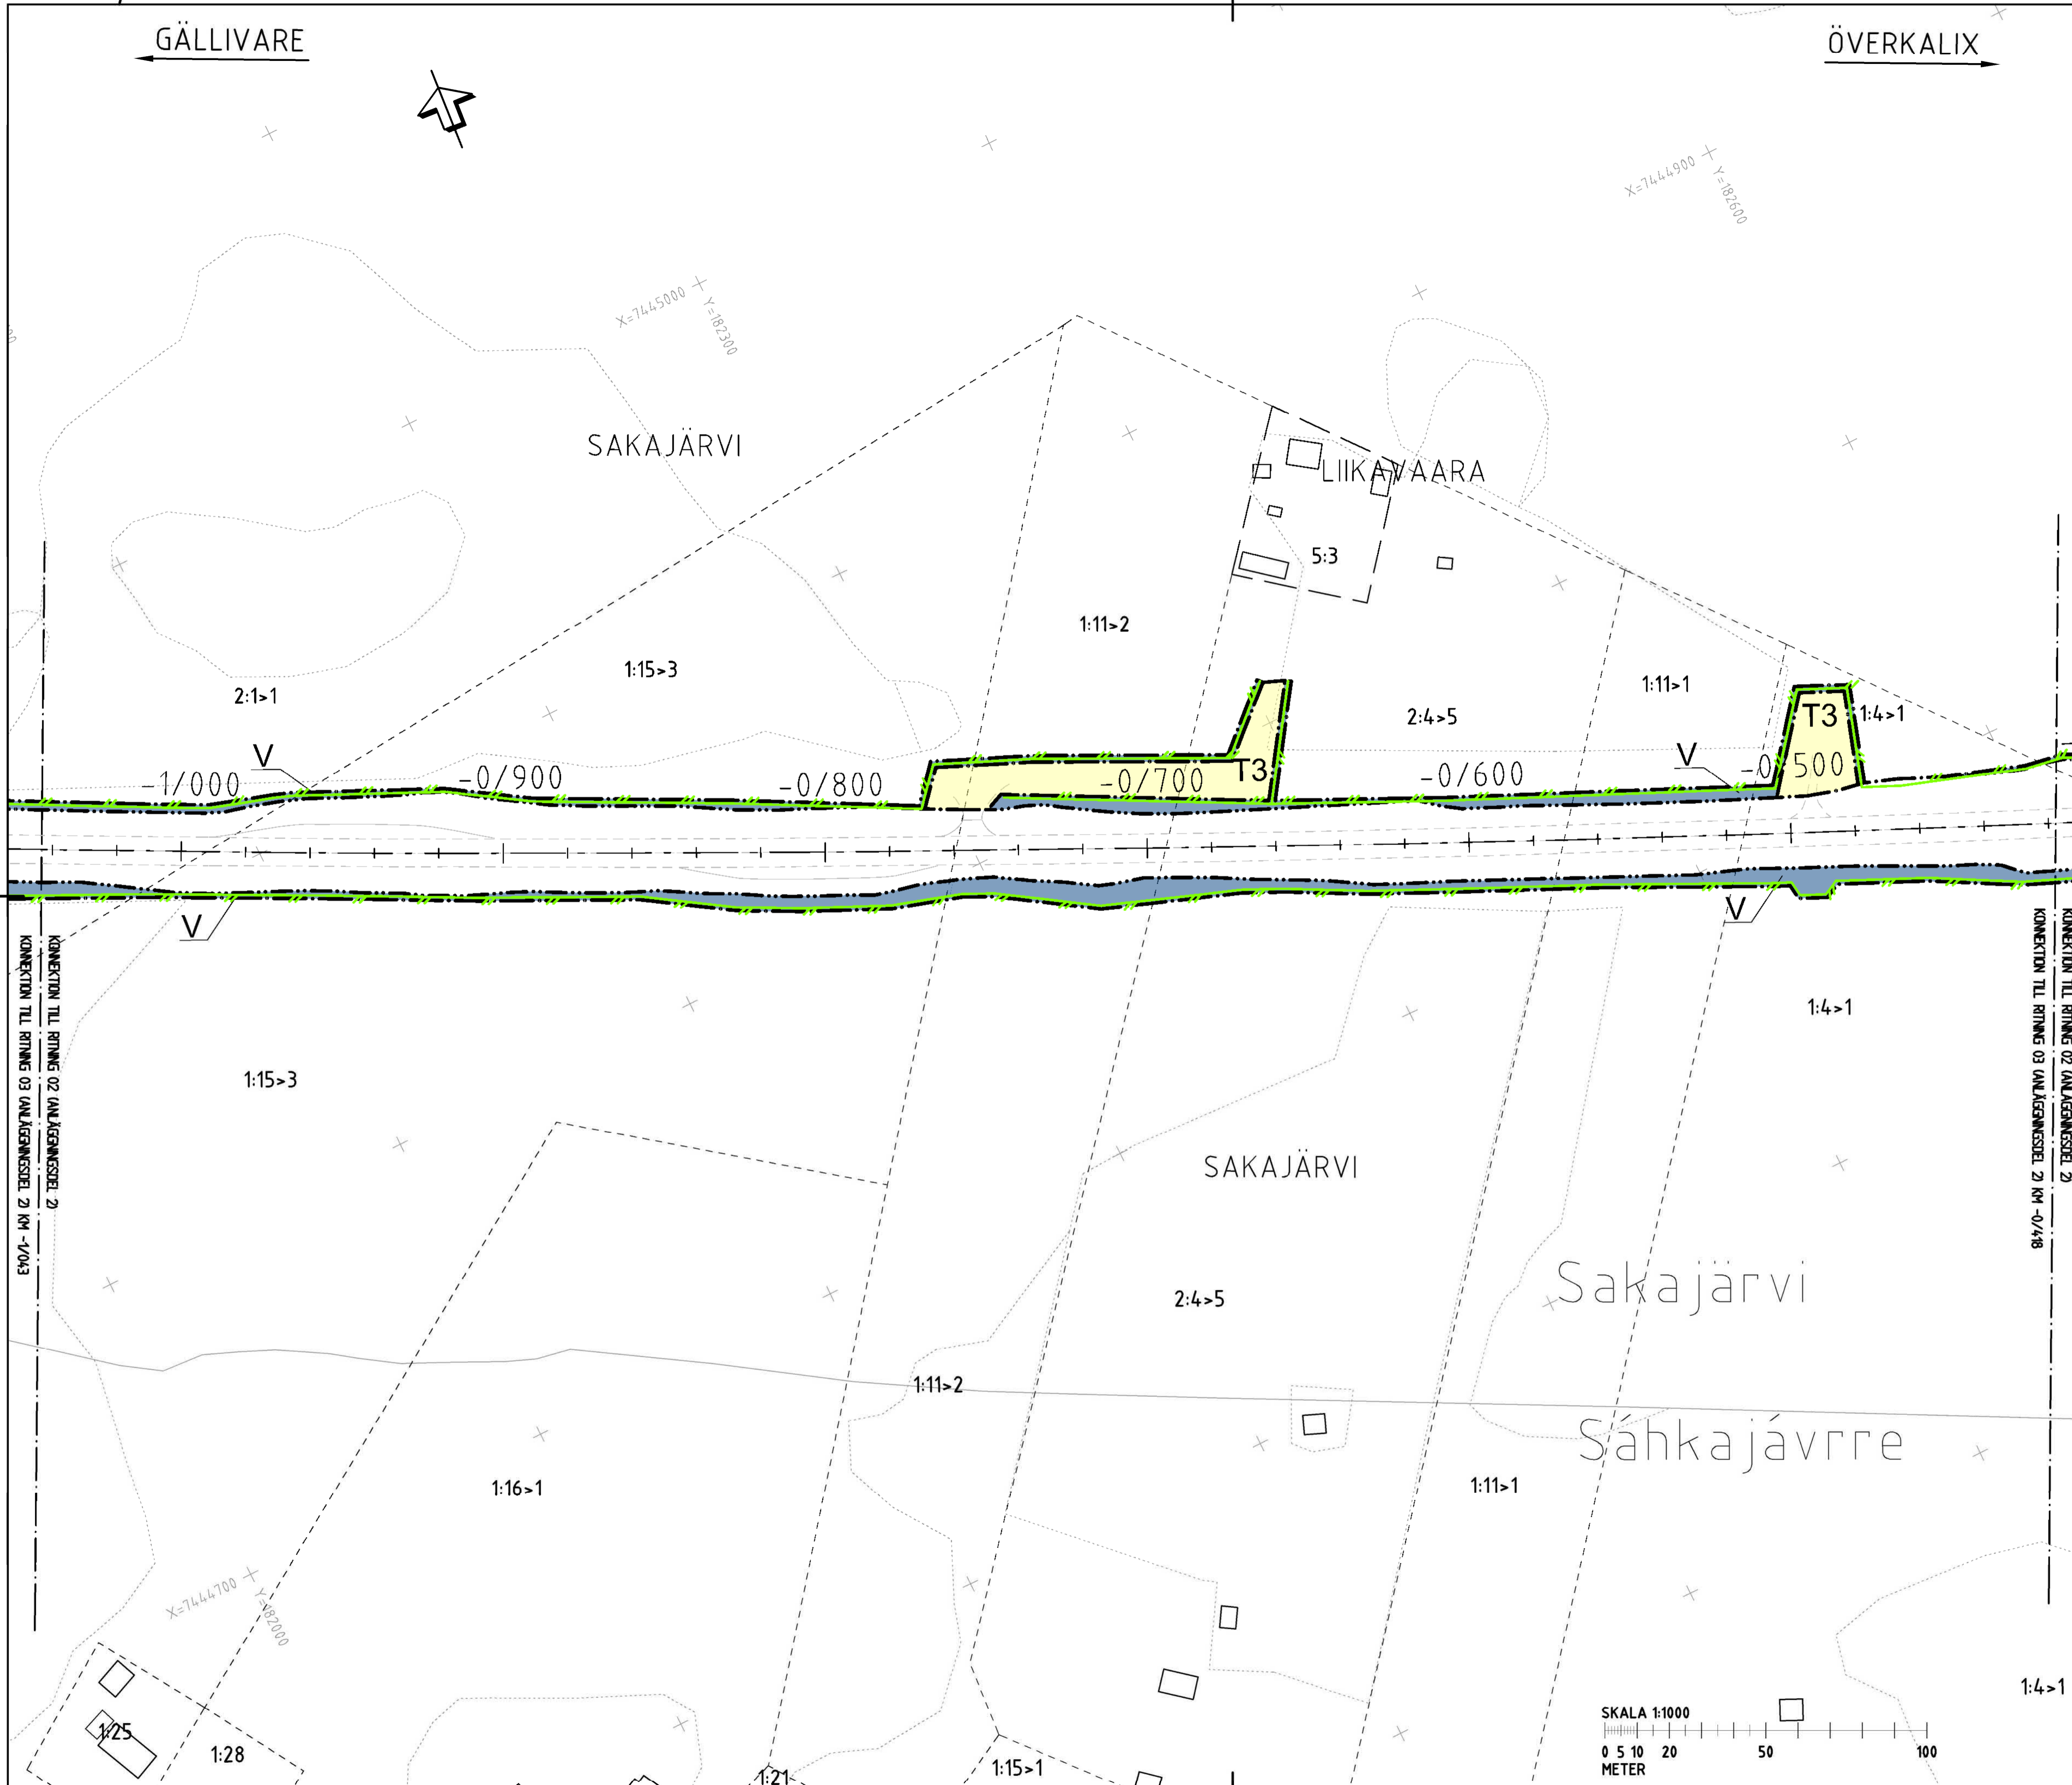 GÄLLIVARE
ÖVERKALIX
X=7444900
Y=182600
X=7445000
Y=182300
SAKAJÄRVI
LIIKAVAARA
5:3
1:11>2
1:15>3
2:1>1
1:11>1
2:4>5
T3
1:4>1
V
V
-1/000
-0/900
-0/800
-0/700
T3
-0/600
-0/500
V
V
KONNEKTION TILL RITNING 02 (ANLÄGGNINGSDEL 2)
KONNEKTION TILL RITNING 03 (ANLÄGGNINGSDEL 2) KM -1/043
KONNEKTION TILL RITNING 02 (ANLÄGGNINGSDEL 2)
KONNEKTION TILL RITNING 03 (ANLÄGGNINGSDEL 2) KM -0/418
1:4>1
1:15>3
SAKAJÄRVI
Sakajärvi
2:4>5
1:11>2
Sáhkajávrre
1:16>1
1:11>1
X=7444700
Y=182000
1:4>1
SKALA 1:1000
0 5 10 20 50 100
METER
1:25
1:28
1:21
1:15>1